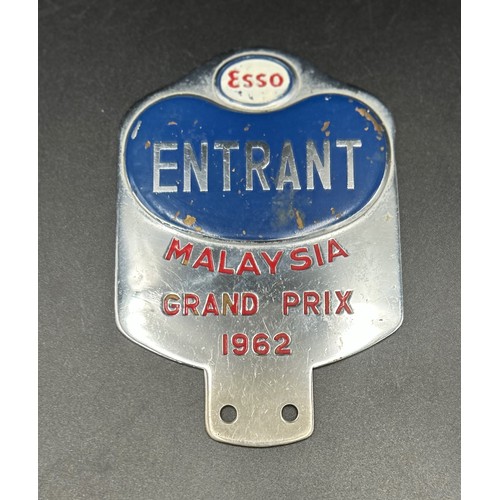 Esso
ENTRANT
MALAYSIA
GRAND PRIX
1962